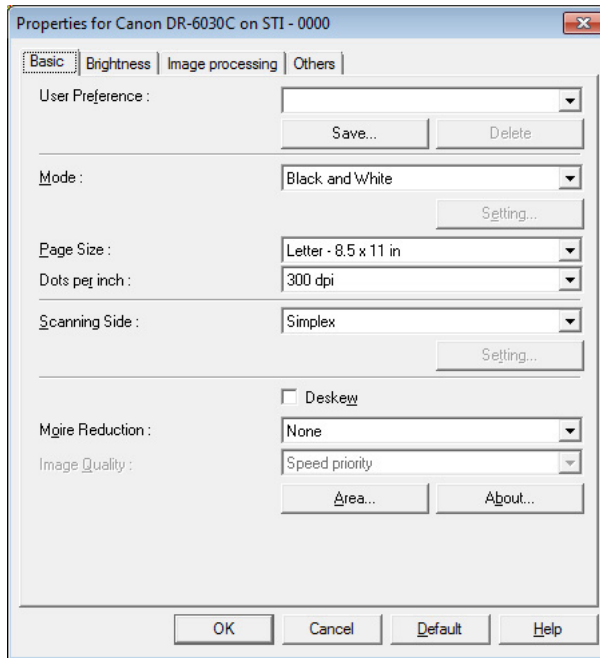 Properties for Canon DR-6030C on STI - 0000
Basic Brightness Image processing Others
User Preference :
Save... Delete
Mode : Black and White
Setting...
Page Size : Letter - 8.5 x 11 in
Dots per inch : 300 dpi
Scanning Side : Simplex
Setting...
Deskew
Moire Reduction : None
Image Quality : Speed priority
Area... About...
OK Cancel Default Help